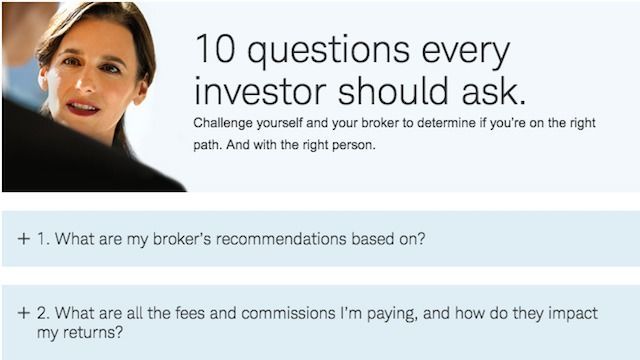 10 questions every
investor should ask.
Challenge yourself and your broker to determine if you’re on the right
path. And with the right person.
+ 1. What are my broker’s recommendations based on?
+ 2. What are all the fees and commissions I’m paying, and how do they impact
my returns?